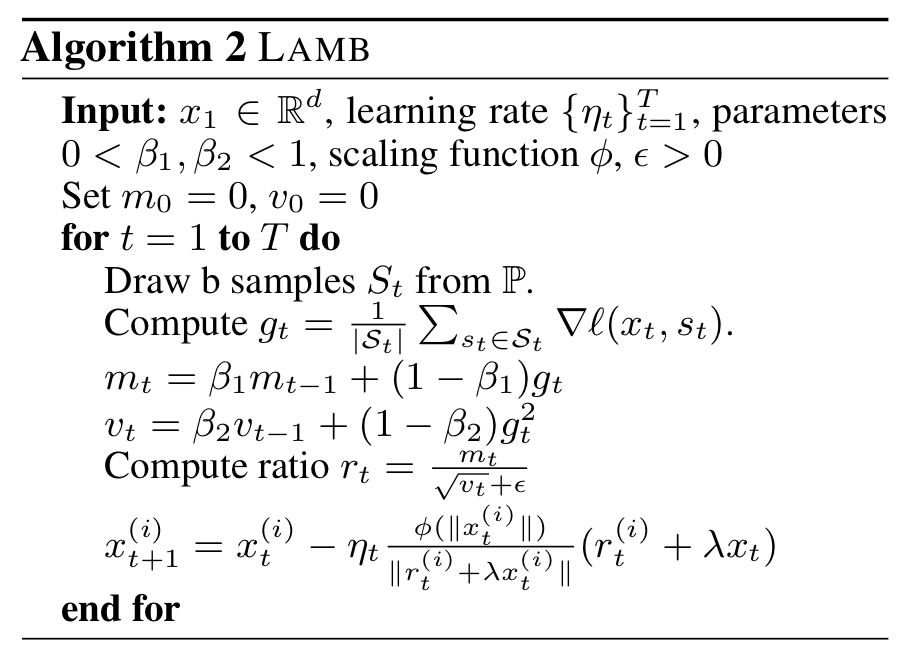 Algorithm 2 LAMB
Input: $x_1 \in \mathbb{R}^d$, learning rate $\{\eta_t\}_{t=1}^T$, parameters
$0 < \beta_1, \beta_2 < 1$, scaling function $\phi$, $\epsilon > 0$
Set $m_0 = 0$, $v_0 = 0$
for $t = 1$ to $T$ do
Draw b samples $S_t$ from $\mathbb{P}$.
Compute $g_t = \frac{1}{|\mathcal{S}_t|} \sum_{s_t \in \mathcal{S}_t} \nabla \ell(x_t, s_t)$.
$m_t = \beta_1 m_{t-1} + (1 - \beta_1) g_t$
$v_t = \beta_2 v_{t-1} + (1 - \beta_2) g_t^2$
Compute ratio $r_t = \frac{m_t}{\sqrt{v_t} + \epsilon}$
$x_{t+1}^{(i)} = x_t^{(i)} - \eta_t \frac{\phi(\|x_t^{(i)}\|)}{\|r_t^{(i)} + \lambda x_t^{(i)}\|} (r_t^{(i)} + \lambda x_t)$
end for